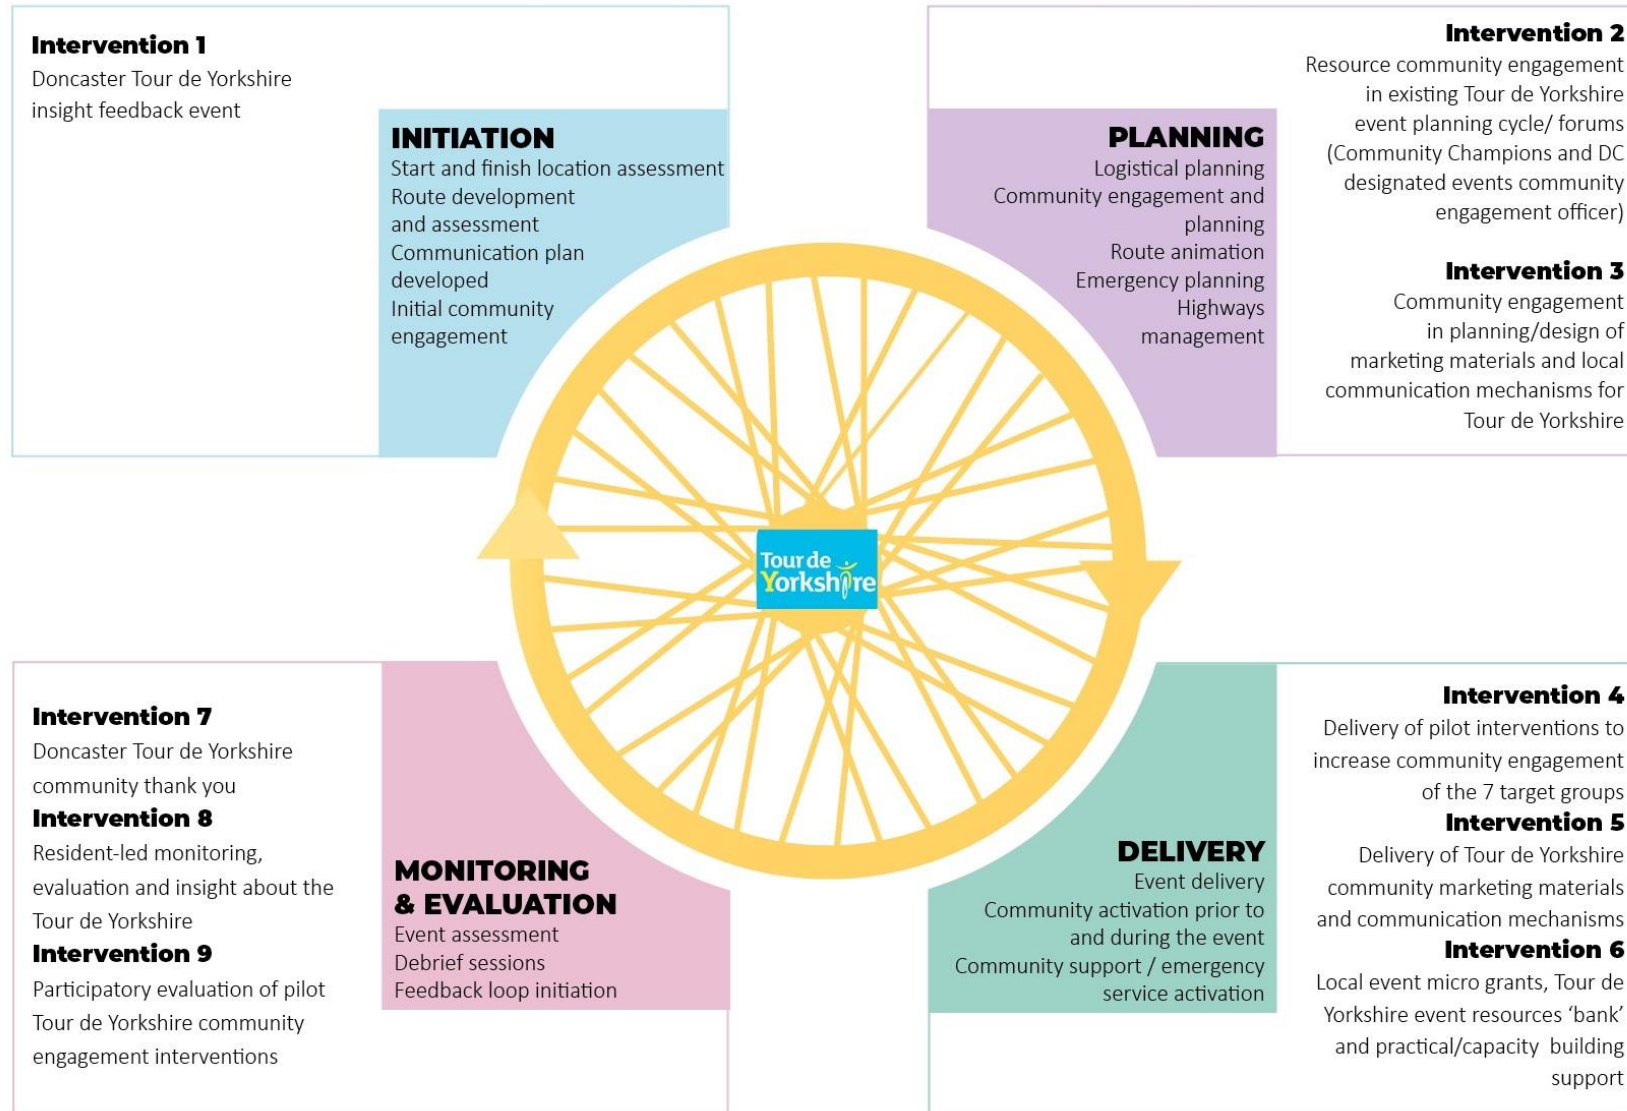 Intervention 1
Doncaster Tour de Yorkshire
insight feedback event
INITIATION
Start and finish location assessment
Route development
and assessment
Communication plan
developed
Initial community
engagement
PLANNING
Logistical planning
Community engagement and
planning
Route animation
Emergency planning
Highways
management
Intervention 2
Resource community engagement
in existing Tour de Yorkshire
event planning cycle/ forums
(Community Champions and DC
designated events community
engagement officer)
Intervention 3
Community engagement
in planning/design of
marketing materials and local
communication mechanisms for
Tour de Yorkshire
Tour de
Yorkshire
Intervention 7
Doncaster Tour de Yorkshire
community thank you
Intervention 8
Resident-led monitoring,
evaluation and insight about the
Tour de Yorkshire
Intervention 9
Participatory evaluation of pilot
Tour de Yorkshire community
engagement interventions
MONITORING
& EVALUATION
Event assessment
Debrief sessions
Feedback loop initiation
DELIVERY
Event delivery
Community activation prior to
and during the event
Community support / emergency
service activation
Intervention 4
Delivery of pilot interventions to
increase community engagement
of the 7 target groups
Intervention 5
Delivery of Tour de Yorkshire
community marketing materials
and communication mechanisms
Intervention 6
Local event micro grants, Tour de
Yorkshire event resources ‘bank’
and practical/capacity building
support